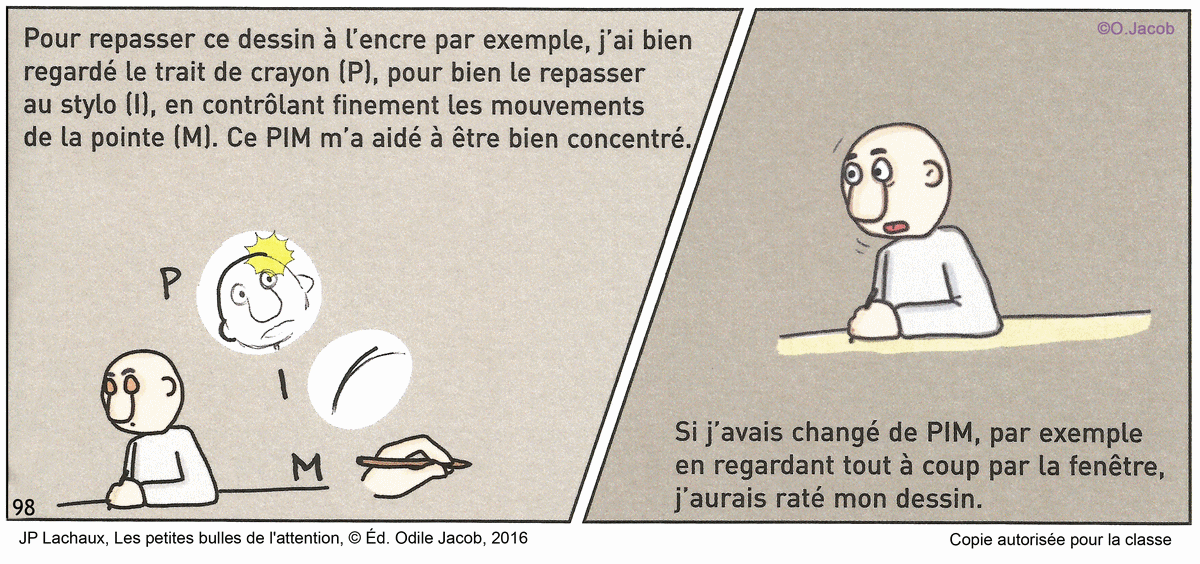 Pour repasser ce dessin à l'encre par exemple, j'ai bien
regardé le trait de crayon (P), pour bien le repasser
au stylo (I), en contrôlant finement les mouvements
de la pointe (M). Ce PIM m'a aidé à être bien concentré.
P
I
M
98
©O.Jacob
Si j'avais changé de PIM, par exemple
en regardant tout à coup par la fenêtre,
j'aurais raté mon dessin.
JP Lachaux, Les petites bulles de l'attention, © Éd. Odile Jacob, 2016
Copie autorisée pour la classe